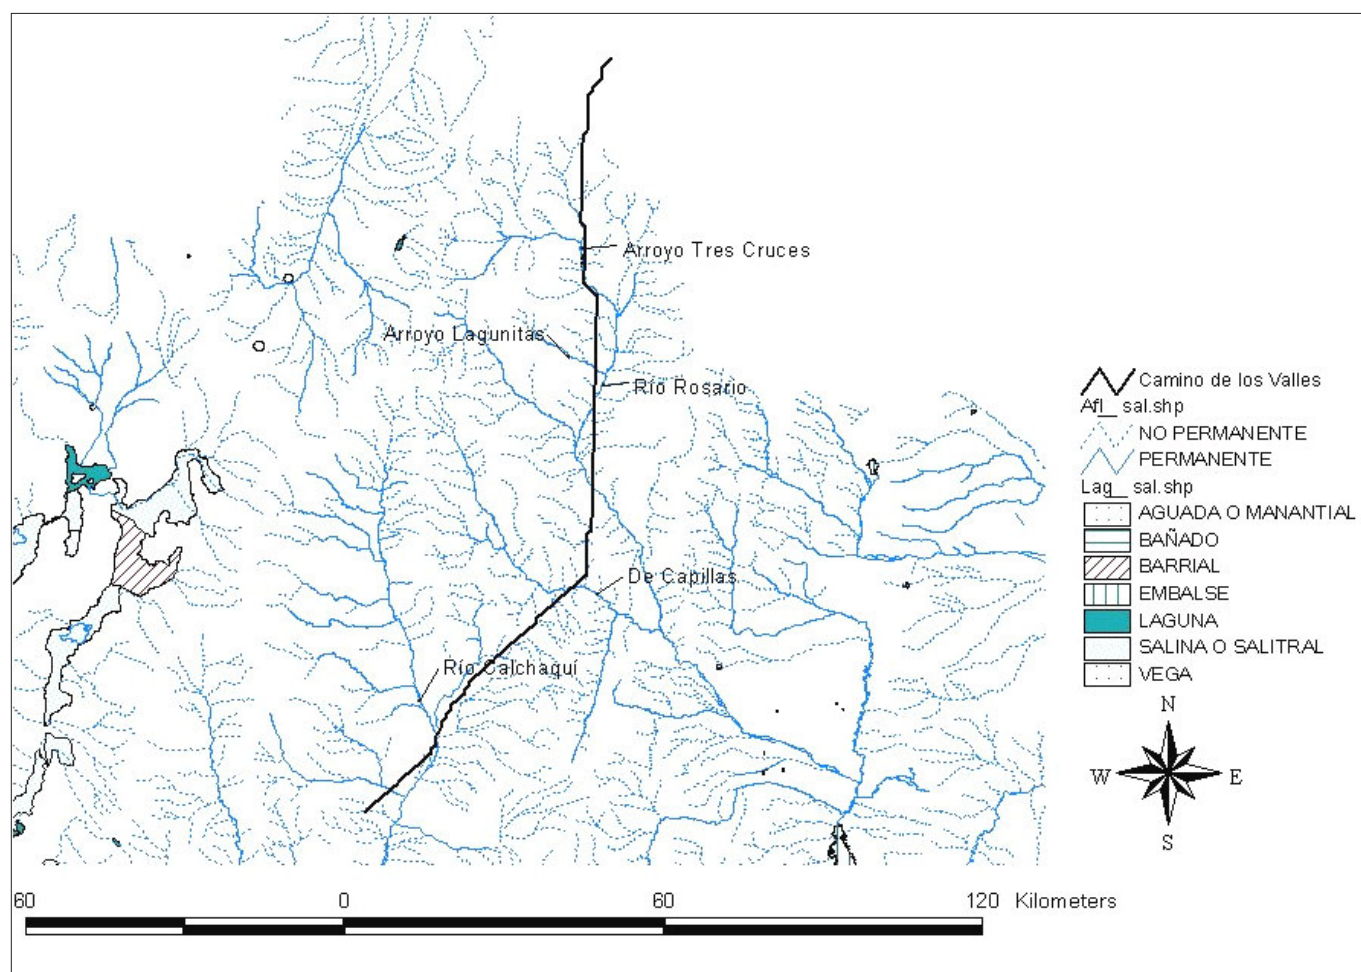 Arroyo Tres Cruces
Arroyo Lagunitas
Río Rosario
De Capillas
Río Calchaquí
Camino de los Valles
Afl_ sal.shp
NO PERMANENTE
PERMANENTE
Lag_ sal.shp
AGUADA O MANANTIAL
BAÑADO
BARRIAL
EMBALSE
LAGUNA
SALINA O SALITRAL
VEGA
N
W E
S
60 0 60 120 Kilometers